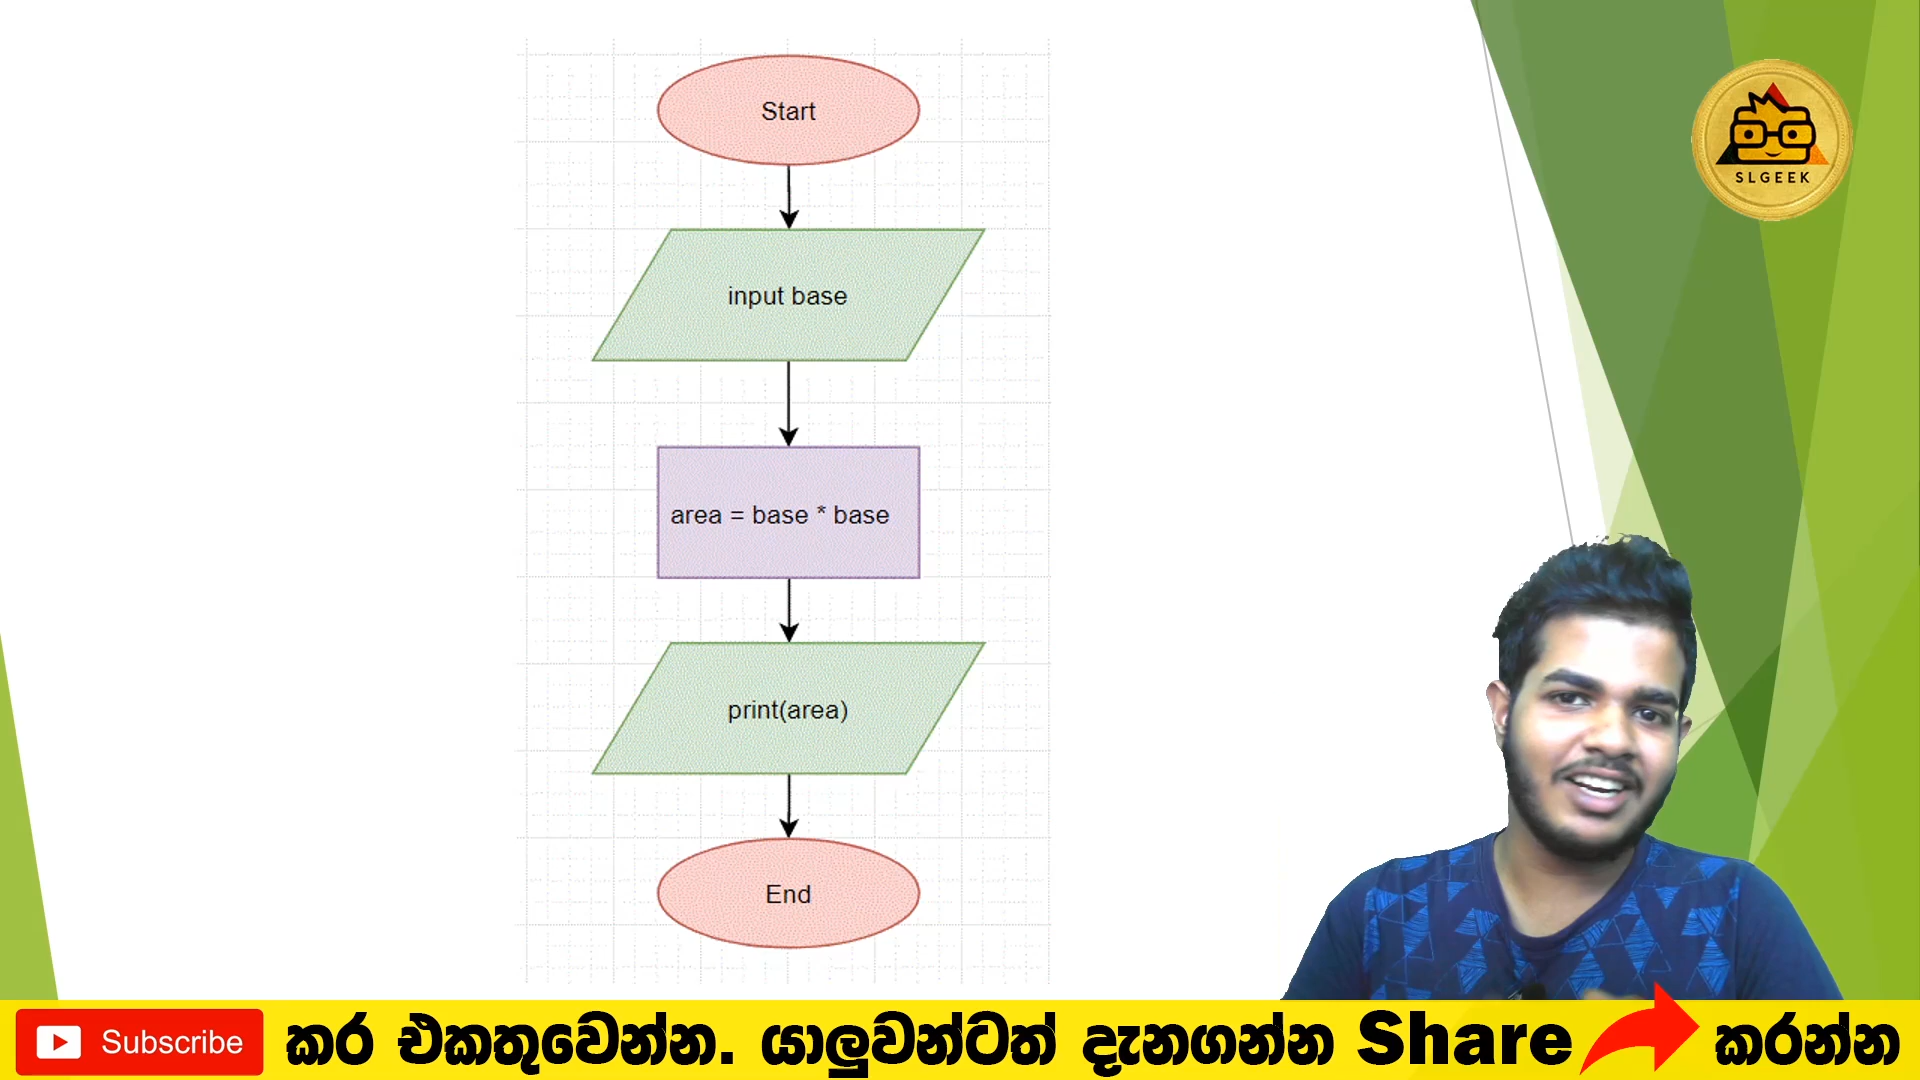 Start
SLGEEK
input base
area = base * base
print(area)
End
Subscribe කර එකතුවෙන්න. යාලුවන්ටත් දැනගන්න Share කරන්න